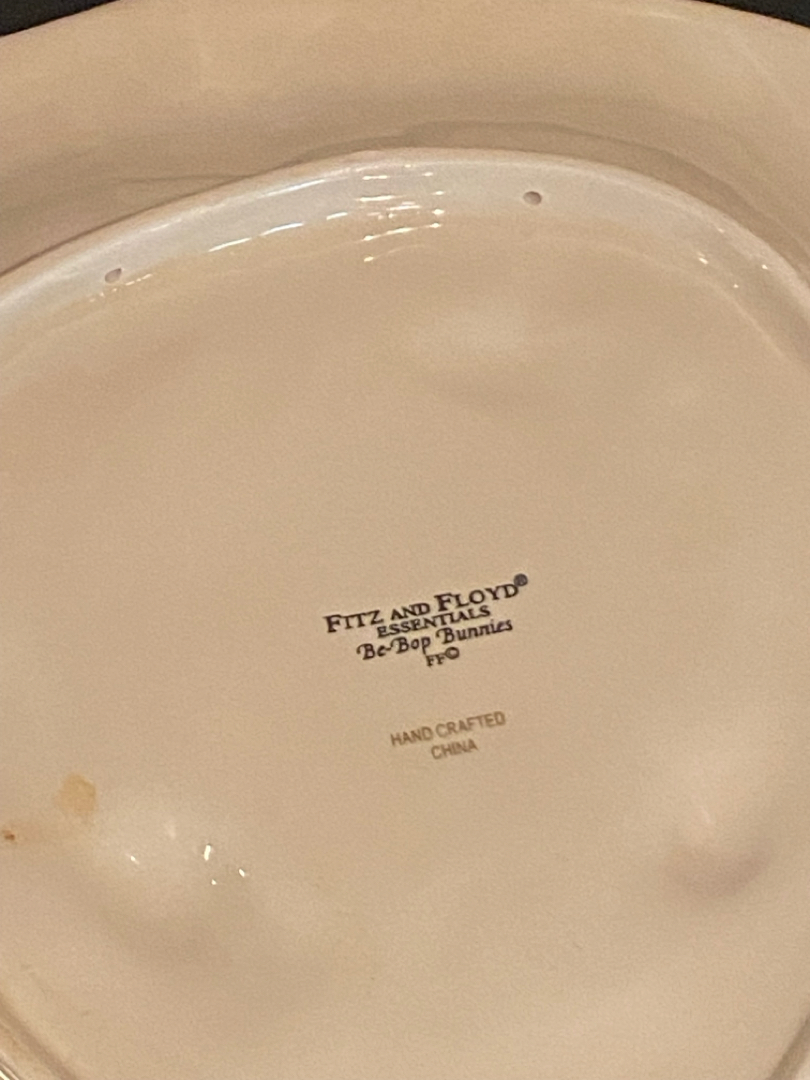 FITZ AND FLOYD®
ESSENTIALS
Be-Bop Bunnies
FF©
HAND CRAFTED
CHINA